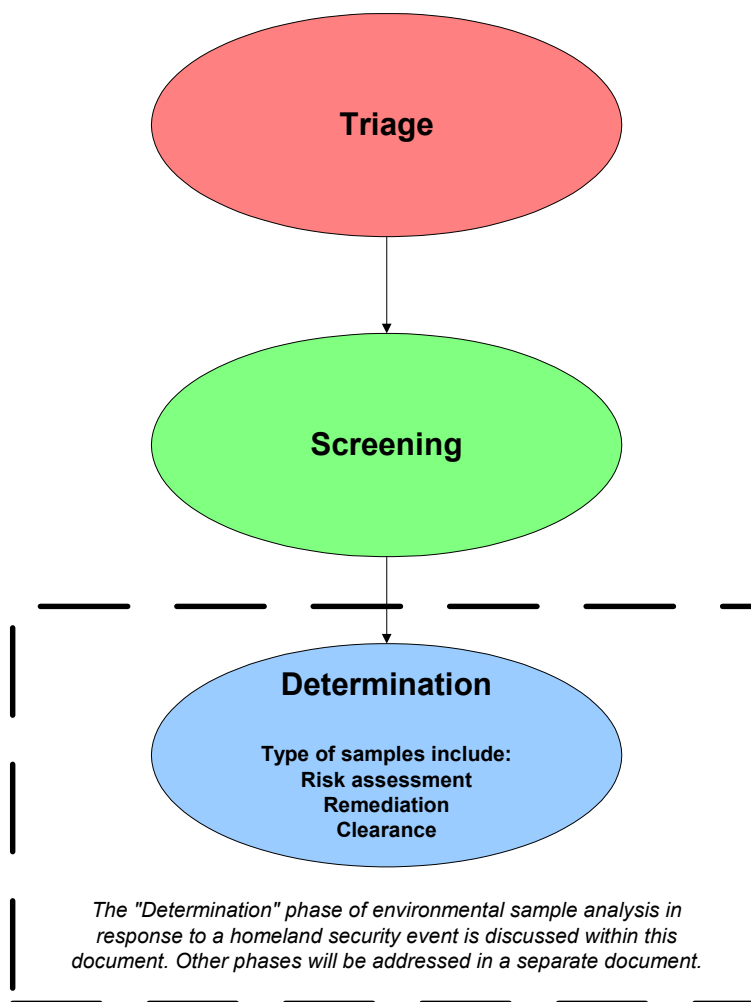 Triage
Screening
Determination
Type of samples include:
Risk assessment
Remediation
Clearance
The "Determination" phase of environmental sample analysis in
response to a homeland security event is discussed within this
document. Other phases will be addressed in a separate document.